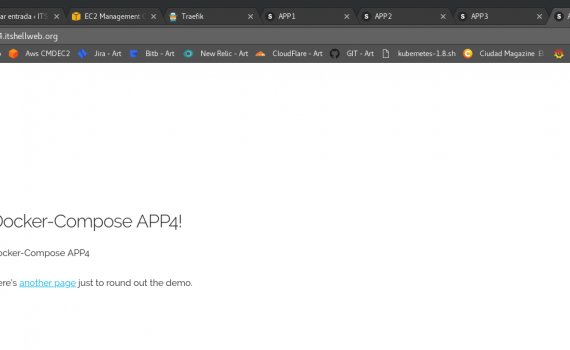 ar entrada ‹ ITS
EC2 Management C
Traefik
APP1
APP2
APP3
4.itshellweb.org
Aws CMDEC2
Jira - Art
Bitb - Art
New Relic - Art
CloudFlare - Art
GIT - Art
kubernetes-1.8.sh
Ciudad Magazine
Docker-Compose APP4!
ocker-Compose APP4
ere's another page just to round out the demo.